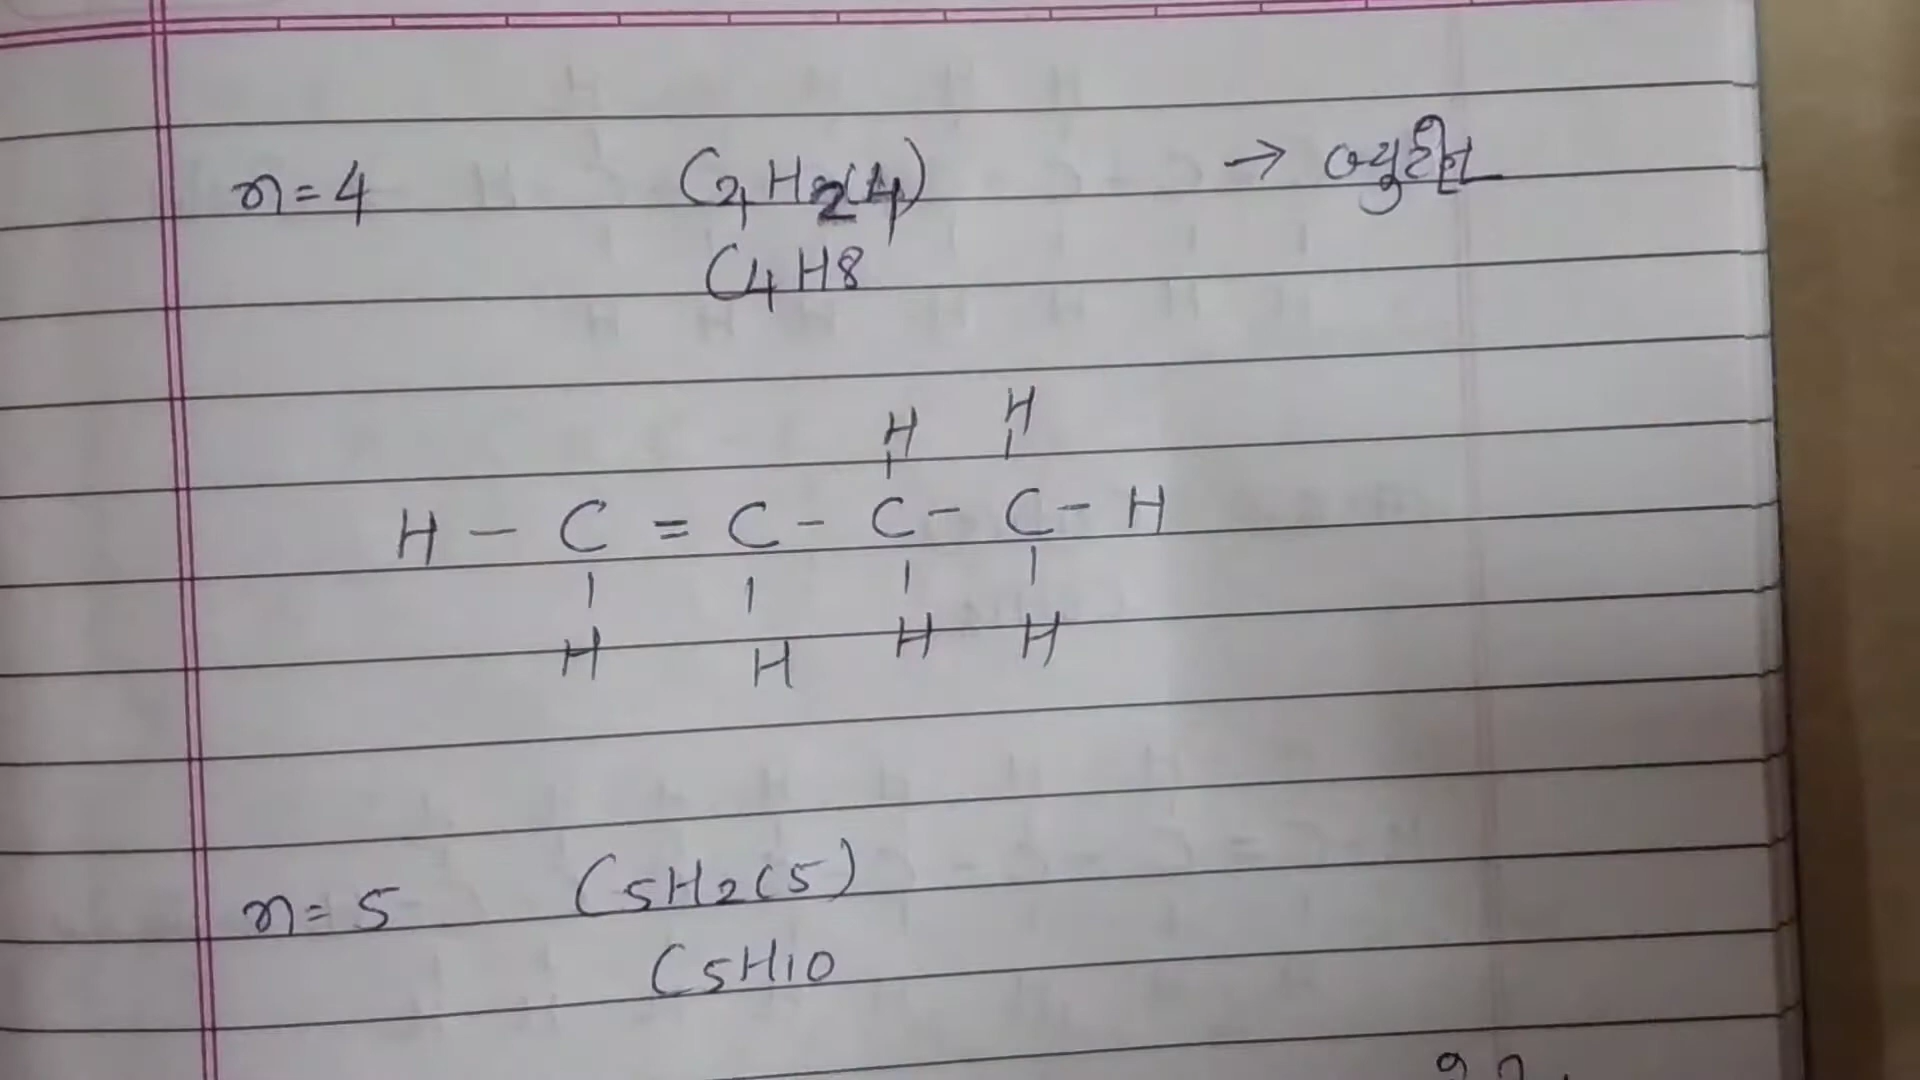 n=4 C4H2(4) → બ્યુટીન
C4H8
H H
H - C = C - C - C - H
H H H H
n=5 C5H2(5)
C5H10